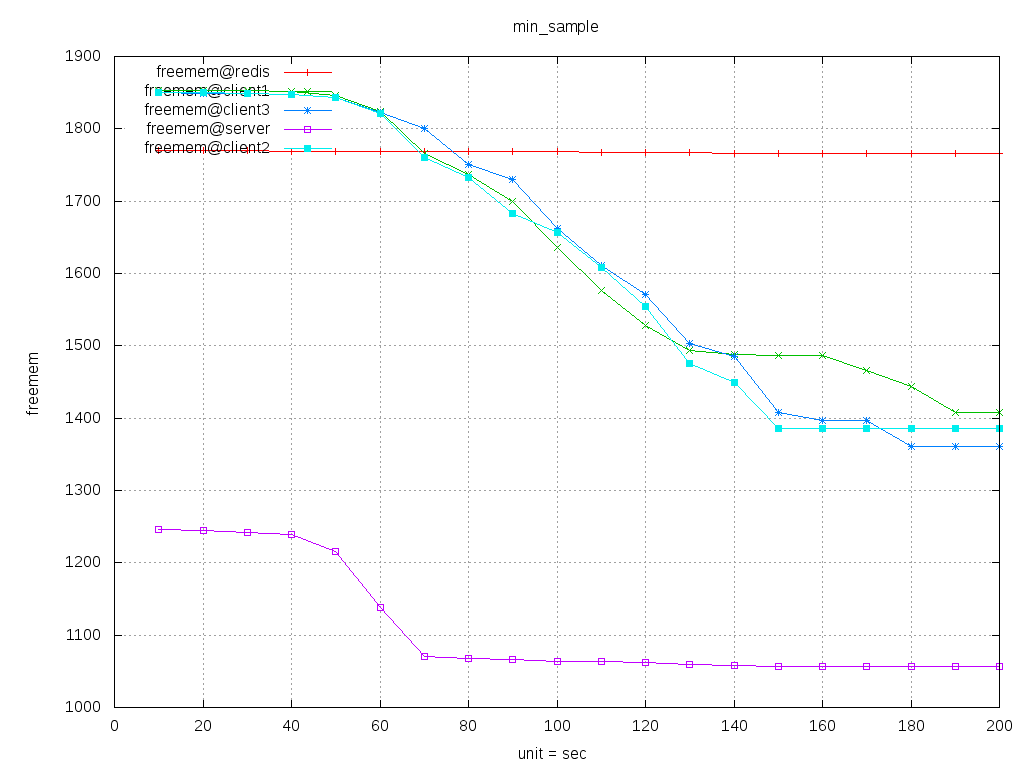 min_sample
1900
1800
1700
1600
1500
1400
1300
1200
1100
1000
freemem
freemem@redis
freemem@client1
freemem@client3
freemem@server
freemem@client2
0 20 40 60 80 100 120 140 160 180 200
unit = sec